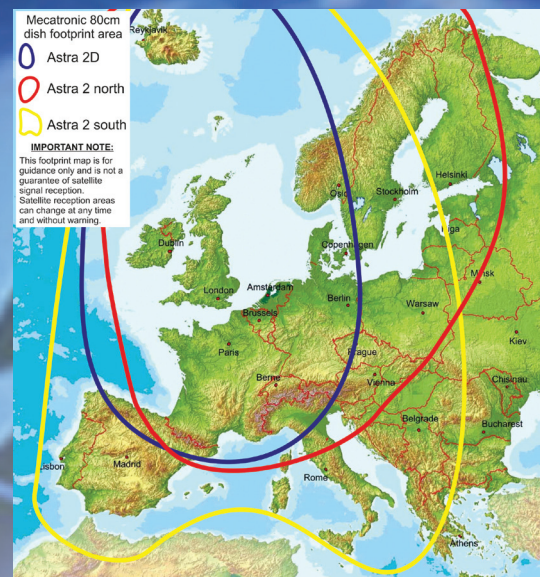 Mecatronic 80cm
dish footprint area
Astra 2D
Astra 2 north
Astra 2 south
IMPORTANT NOTE:
This footprint map is for
guidance only and is not a
guarantee of satellite
signal reception.
Satellite reception areas
can change at any time
and without warning.
Reykjavik
Helsinki
Oslo
Stockholm
Riga
Dublin
Copenhagen
Minsk
London
Amsterdam
Berlin
Warsaw
Brussels
Kiev
Paris
Prague
Berne
Vienna
Chisinau
Belgrade
Bucharest
Lisbon
Madrid
Rome
Athens